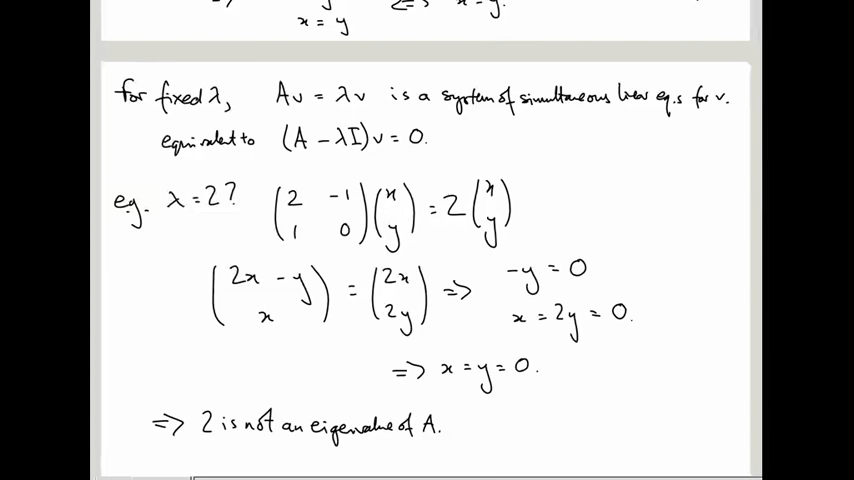 x = y
x = y.
for fixed λ, Av = λv is a system of simultaneous linear eq.s for v.
equivalent to (A − λI)v = 0.
e.g. λ = 2? (2 −1 / 1 0)(x / y) = 2(x / y)
(2x − y / x) = (2x / 2y) => −y = 0
x = 2y = 0.
=> x = y = 0.
=> 2 is not an eigenvalue of A.